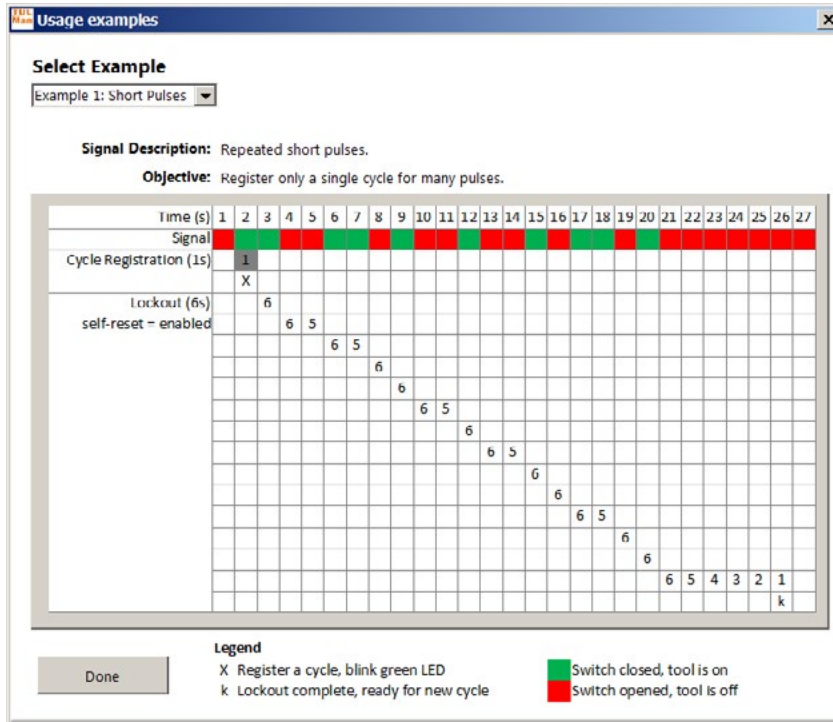 TUL
Man Usage examples
Select Example
Example 1: Short Pulses
Signal Description: Repeated short pulses.
Objective: Register only a single cycle for many pulses.
Time (s) 1 2 3 4 5 6 7 8 9 10 11 12 13 14 15 16 17 18 19 20 21 22 23 24 25 26 27
Signal
Cycle Registration (1s) 1
X
Lockout (6s) 6
self-reset = enabled 6 5
6 5
6
6
6 5
6
6 5
6
6
6 5
6
6
6 5 4 3 2 1
k
Legend
X Register a cycle, blink green LED
k Lockout complete, ready for new cycle
Switch closed, tool is on
Switch opened, tool is off
Done